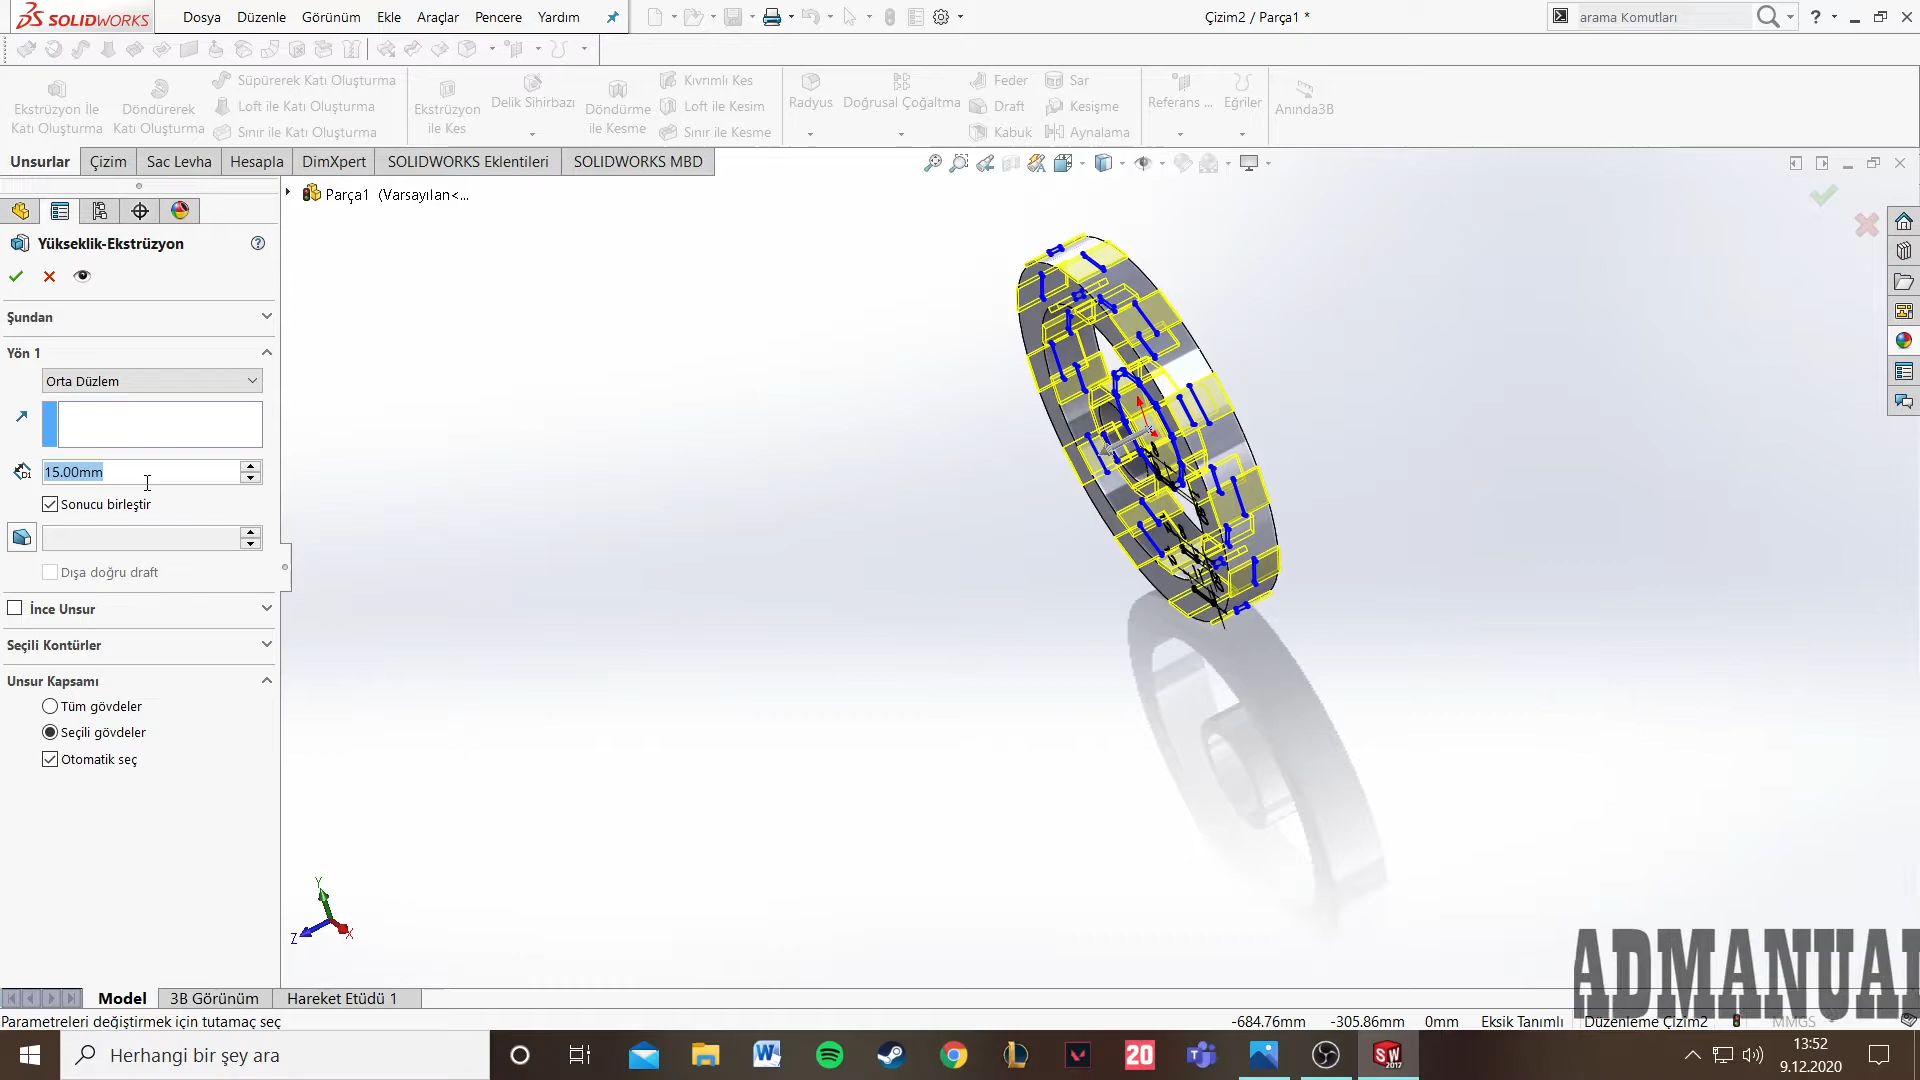 SOLIDWORKS
Dosya Düzenle Görünüm Ekle Araçlar Pencere Yardım
Çizim2 / Parça1 *
arama Komutları
Ekstrüzyon İle Katı Oluşturma
Döndürerek Katı Oluşturma
Süpürerek Katı Oluşturma
Loft ile Katı Oluşturma
Sınır ile Katı Oluşturma
Ekstrüzyon ile Kes
Delik Sihirbazı
Döndürme ile Kesme
Kıvrımlı Kes
Loft ile Kesim
Sınır ile Kesme
Radyus
Doğrusal Çoğaltma
Feder
Draft
Kabuk
Sar
Kesişme
Aynalama
Referans ...
Eğriler
Anında3B
Unsurlar Çizim Sac Levha Hesapla DimXpert SOLIDWORKS Eklentileri SOLIDWORKS MBD
Parça1 (Varsayılan<...
Yükseklik-Ekstrüzyon
Şundan
Yön 1
Orta Düzlem
D1
15.00mm
Sonucu birleştir
Dışa doğru draft
İnce Unsur
Seçili Kontürler
Unsur Kapsamı
Tüm gövdeler
Seçili gövdeler
Otomatik seç
Y
Z
X
ADMANUAL
Model 3B Görünüm Hareket Etüdü 1
Parametreleri değiştirmek için tutamaç seç
-684.76mm -305.86mm 0mm Eksik Tanımlı Düzenleme Çizim2 MMGS
Herhangi bir şey ara
20
SW
2017
13:52
9.12.2020